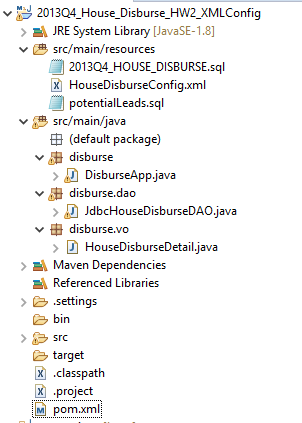 2013Q4_House_Disburse_HW2_XMLConfig
JRE System Library [JavaSE-1.8]
src/main/resources
2013Q4_HOUSE_DISBURSE.sql
HouseDisburseConfig.xml
potentialLeads.sql
src/main/java
(default package)
disburse
DisburseApp.java
disburse.dao
JdbcHouseDisburseDAO.java
disburse.vo
HouseDisburseDetail.java
Maven Dependencies
Referenced Libraries
.settings
bin
src
target
.classpath
.project
pom.xml